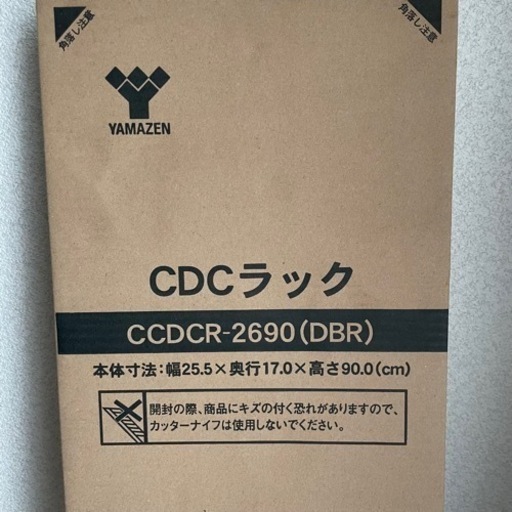 角落し注意
角落し注意
YAMAZEN
CDCラック
CCDCR-2690(DBR)
本体寸法:幅25.5×奥行17.0×高さ90.0(cm)
開封の際、商品にキズの付く恐れがありますので、
カッターナイフは使用しないでください。